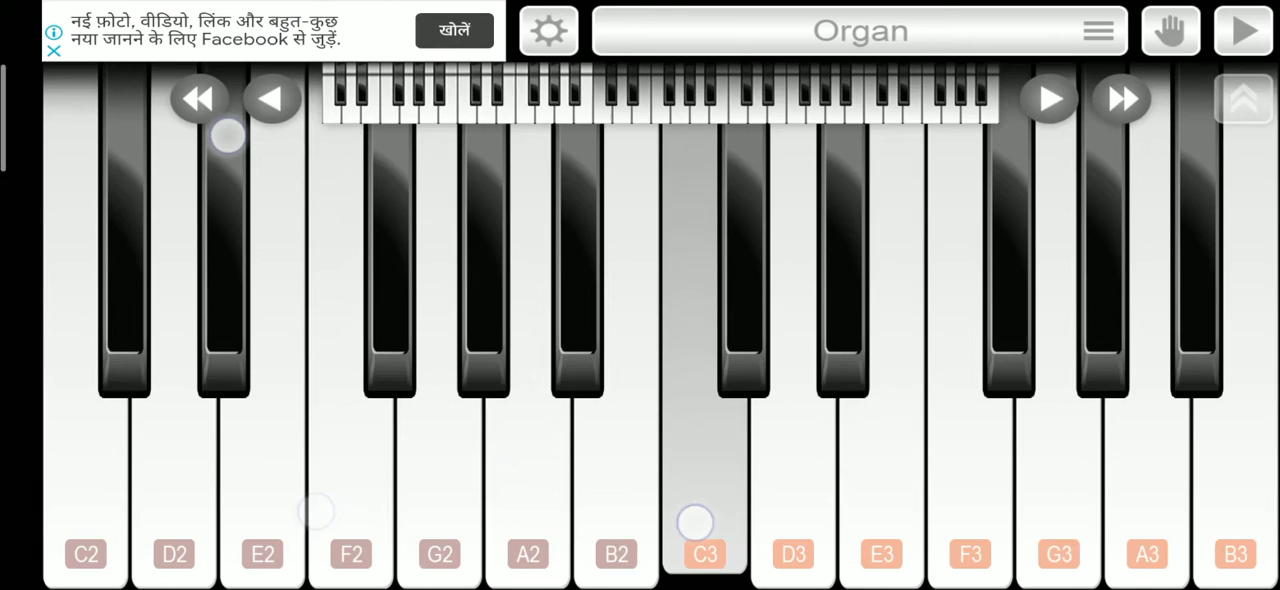 नई फ़ोटो, वीडियो, लिंक और बहुत-कुछ
नया जानने के लिए Facebook से जुड़ें.
खोलें
Organ
C2 D2 E2 F2 G2 A2 B2 C3 D3 E3 F3 G3 A3 B3